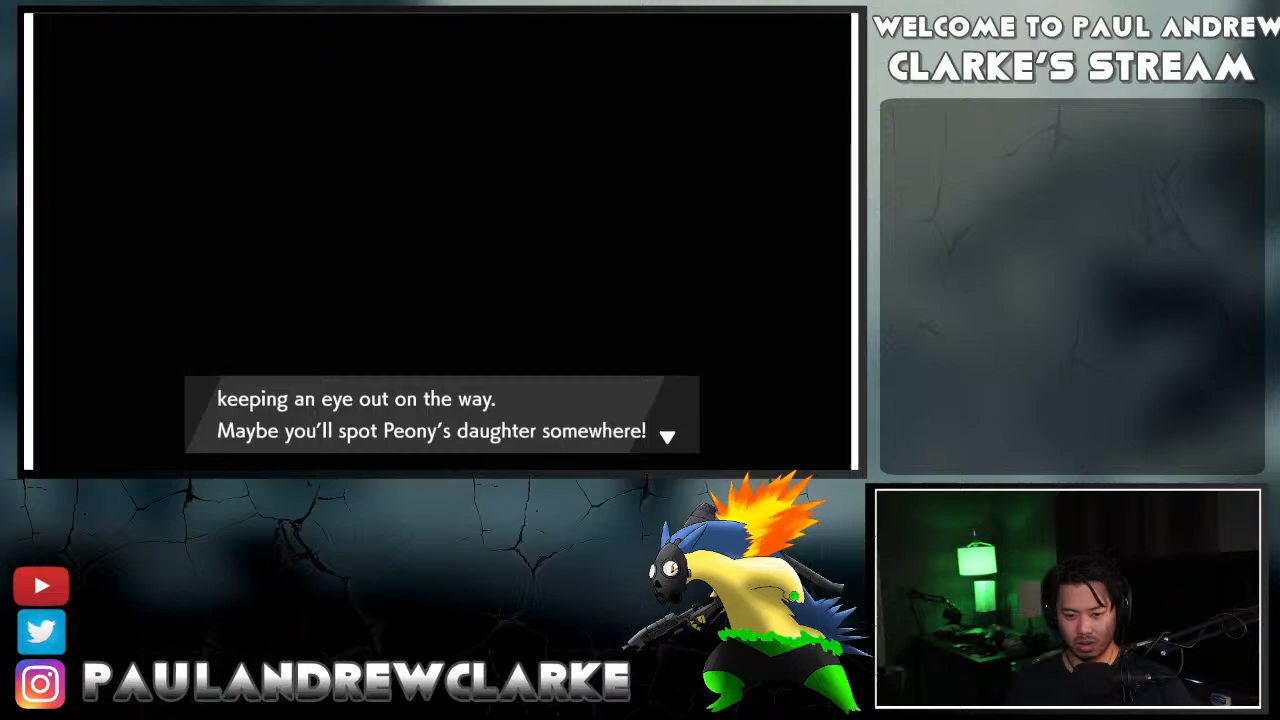 WELCOME TO PAUL ANDREW
CLARKE'S STREAM
keeping an eye out on the way.
Maybe you'll spot Peony's daughter somewhere!
PAULANDREWCLARKE